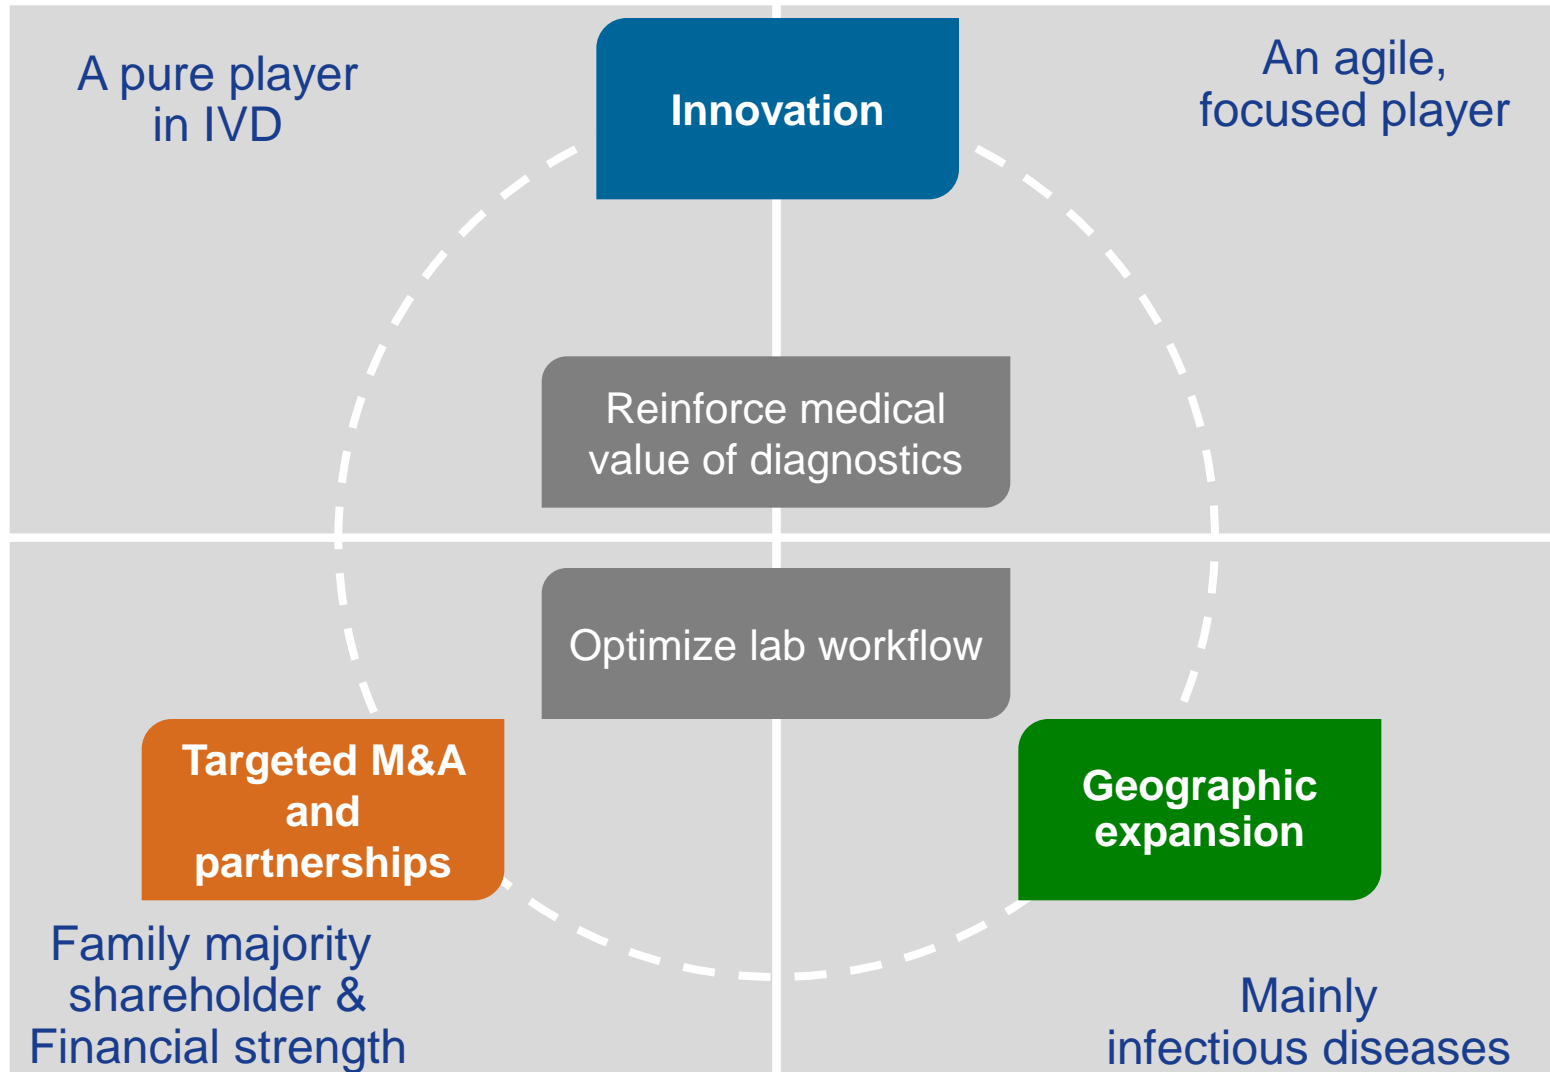 A pure player
in IVD
Innovation
An agile,
focused player
Reinforce medical
value of diagnostics
Optimize lab workflow
Targeted M&A
and
partnerships
Geographic
expansion
Family majority
shareholder &
Financial strength
Mainly
infectious diseases